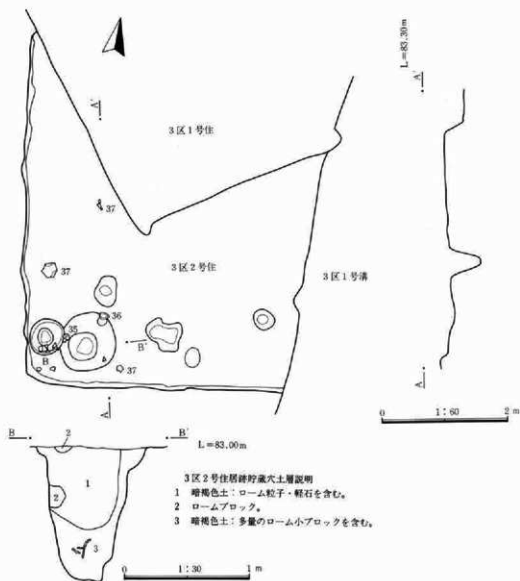 L=83.30m
A′
A′
3区1号住
37
3区2号住
37
3区1号溝
36
35
B
B′
37
A
A
0 1:60 2m
B
B′
L=83.00m
2
1
2
3
3区2号住居跡貯蔵穴土層説明
1 暗褐色土：ローム粒子・軽石を含む。
2 ロームブロック。
3 暗褐色土：多量のローム小ブロックを含む。
0 1:30 1m